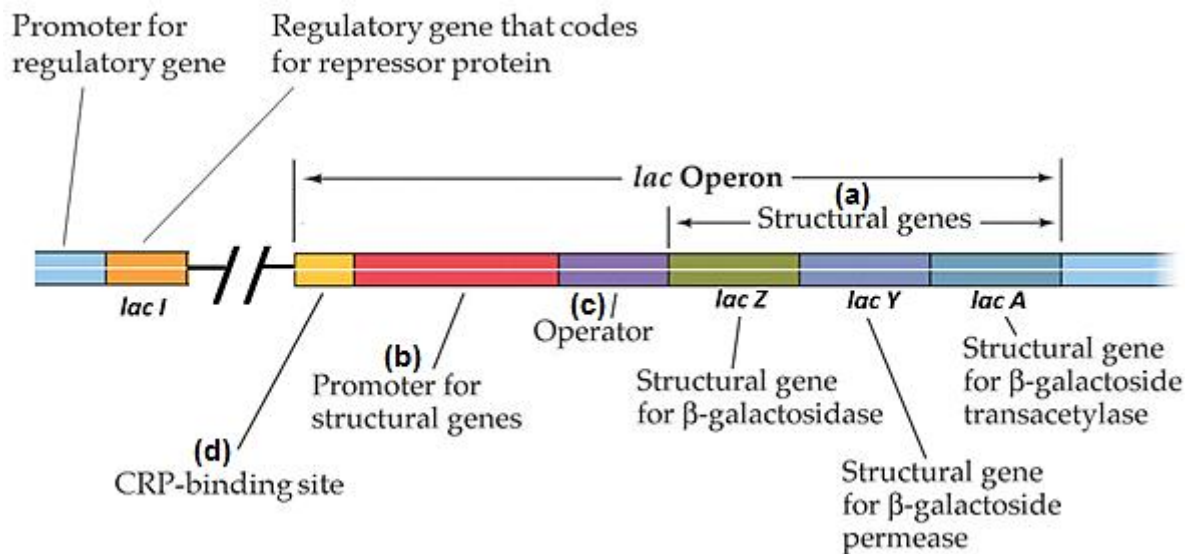 Promoter for
regulatory gene
Regulatory gene that codes
for repressor protein
lac Operon
(a)
Structural genes
lac I
(c)
Operator
lac Z
lac Y
lac A
(b)
Promoter for
structural genes
(d)
CRP-binding site
Structural gene
for β-galactosidase
Structural gene
for β-galactoside
transacetylase
Structural gene
for β-galactoside
permease